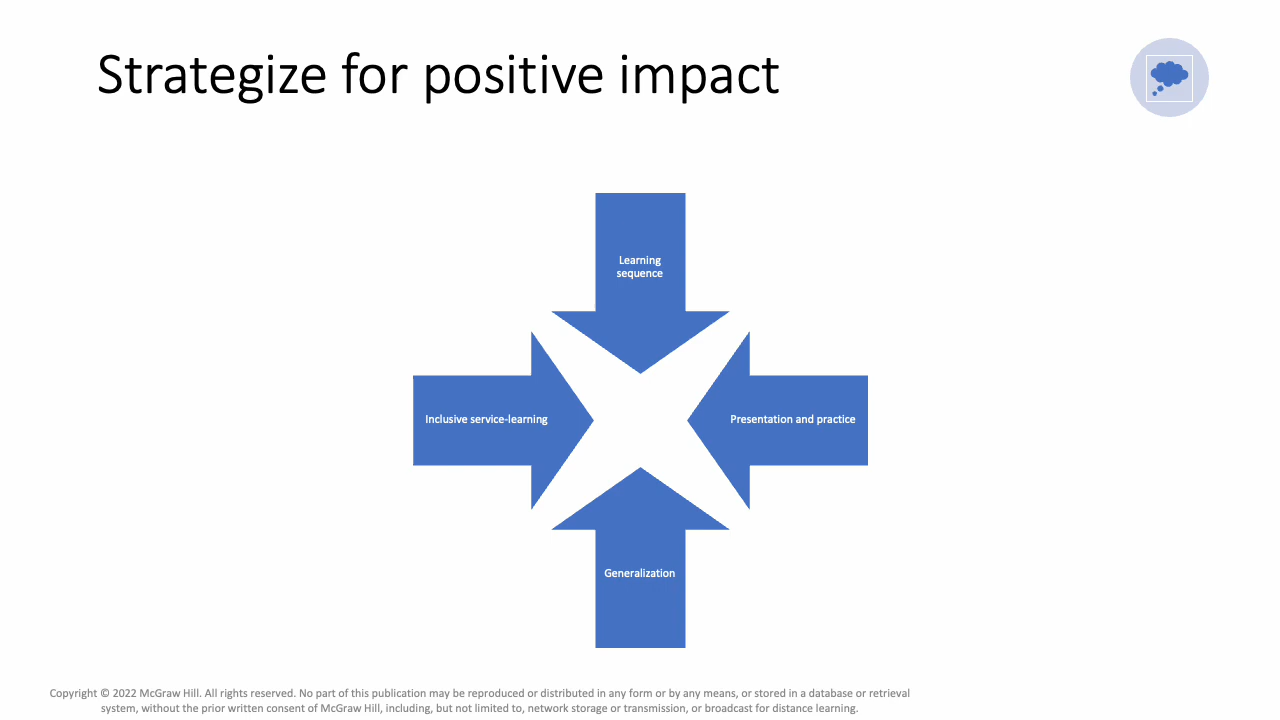 Strategize for positive impact
Learning
sequence
Inclusive service-learning
Presentation and practice
Generalization
Copyright © 2022 McGraw Hill. All rights reserved. No part of this publication may be reproduced or distributed in any form or by any means, or stored in a database or retrieval
system, without the prior written consent of McGraw Hill, including, but not limited to, network storage or transmission, or broadcast for distance learning.